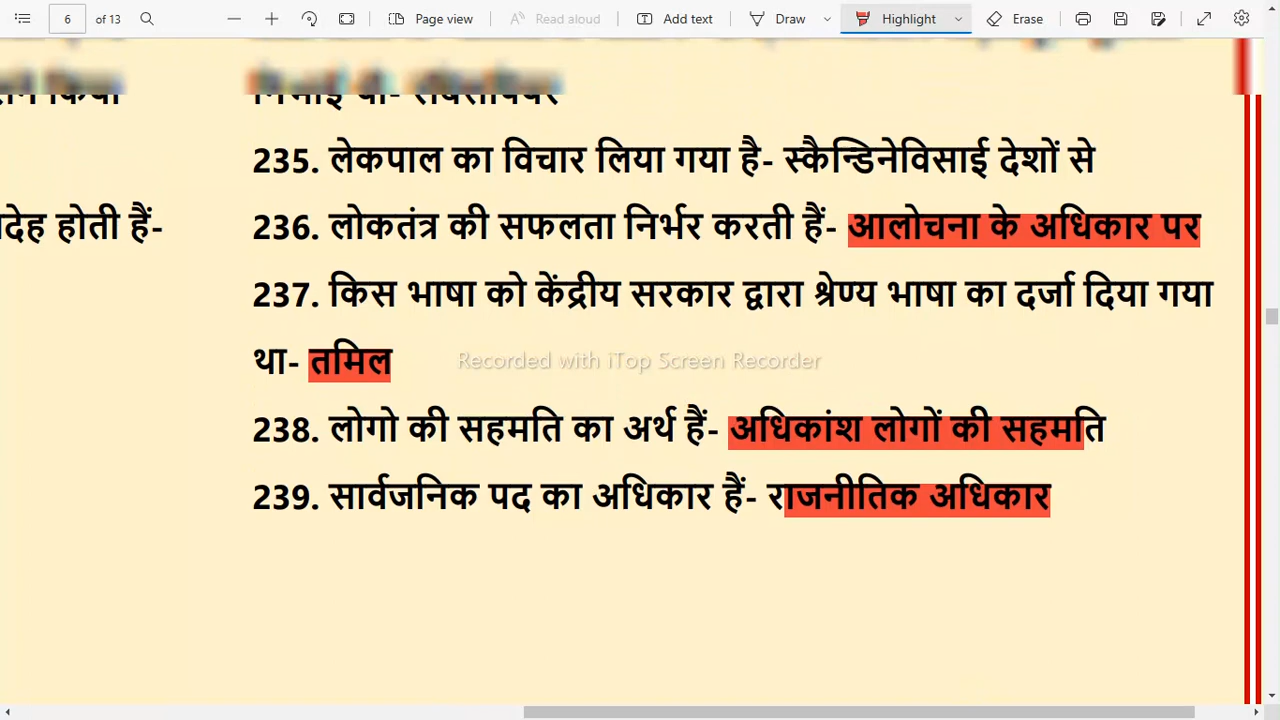 6 of 13 Page view Read aloud Add text Draw Highlight Erase
235. लेकपाल का विचार लिया गया है- स्कैन्डिनेविसाई देशों से
236. लोकतंत्र की सफलता निर्भर करती हैं- आलोचना के अधिकार पर
देह होती हैं-
237. किस भाषा को केंद्रीय सरकार द्वारा श्रेण्य भाषा का दर्जा दिया गया
था- तमिल
Recorded with iTop Screen Recorder
238. लोगो की सहमति का अर्थ हैं- अधिकांश लोगों की सहमति
239. सार्वजनिक पद का अधिकार हैं- राजनीतिक अधिकार